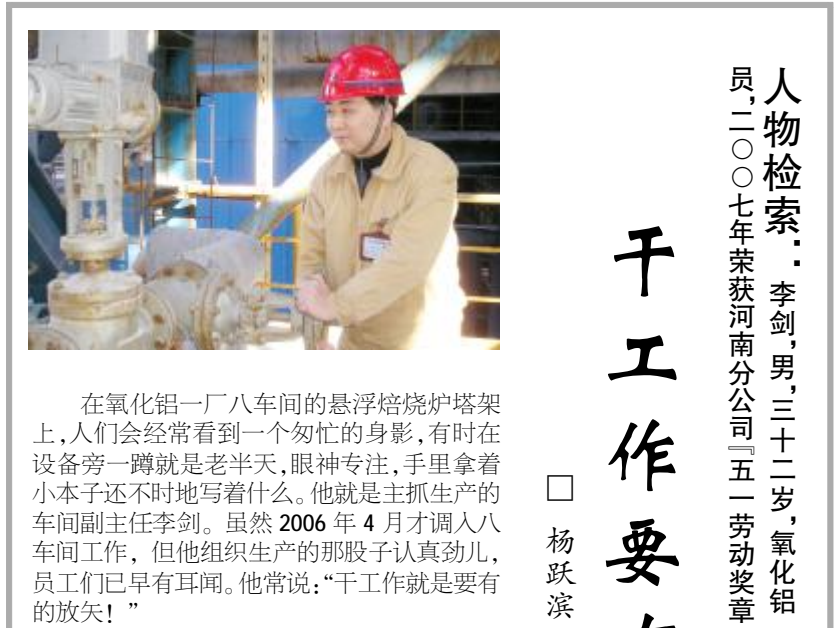 人物检索：李剑,男,三十二岁,氧化铝
员,二〇〇七年荣获河南分公司『五一劳动奖章
干工作要
□ 杨跃滨
在氧化铝一厂八车间的悬浮焙烧炉塔架
上,人们会经常看到一个匆忙的身影,有时在
设备旁一蹲就是老半天,眼神专注,手里拿着
小本子还不时地写着什么。他就是主抓生产的
车间副主任李剑。虽然 2006 年 4 月才调入八
车间工作，但他组织生产的那股子认真劲儿,
员工们已早有耳闻。他常说:“干工作就是要有
的放矢！”